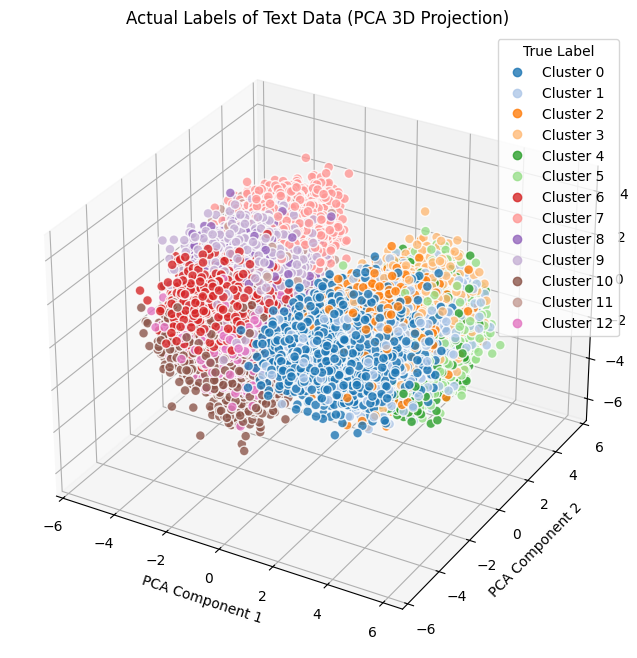 Actual Labels of Text Data (PCA 3D Projection)
True Label
Cluster 0
Cluster 1
Cluster 2
Cluster 3
Cluster 4
Cluster 5
Cluster 6
Cluster 7
Cluster 8
Cluster 9
Cluster 10
Cluster 11
Cluster 12
4
2
0
−2
−4
−6
−6
−4
−2
0
2
4
6
PCA Component 1
−6
−4
−2
0
2
4
6
PCA Component 2